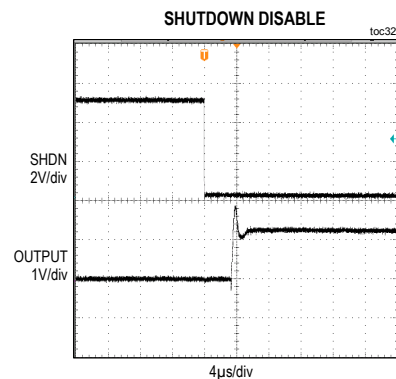 SHUTDOWN DISABLE
toc32
T
SHDN
2V/div
OUTPUT
1V/div
4µs/div